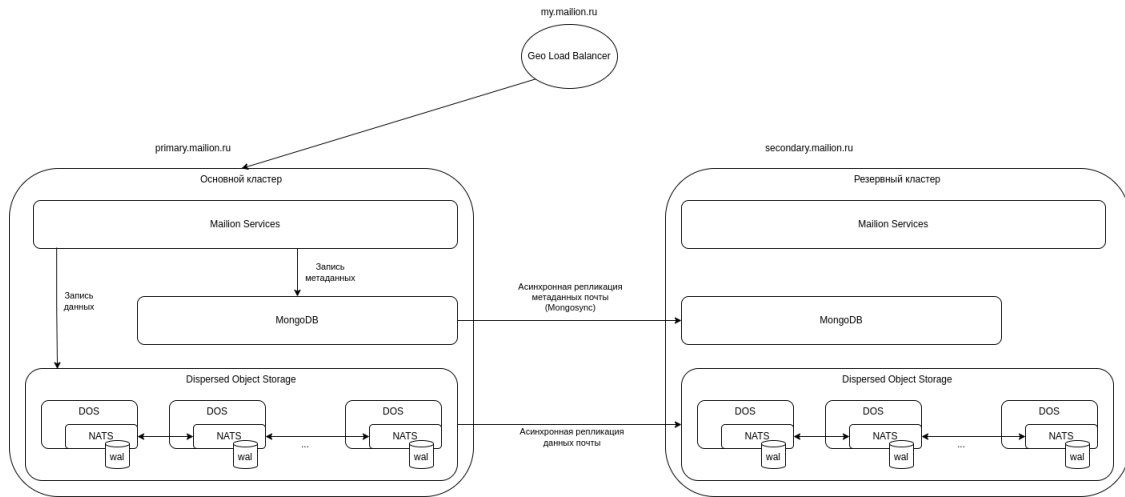 my.mailion.ru
Geo Load Balancer
primary.mailion.ru
secondary.mailion.ru
Основной кластер
Резервный кластер
Mailion Services
Mailion Services
Запись
метаданных
Запись
данных
Асинхронная репликация
метаданных почты
(Mongosync)
MongoDB
MongoDB
Dispersed Object Storage
Dispersed Object Storage
DOS
DOS
DOS
DOS
DOS
DOS
NATS
NATS
...
NATS
NATS
NATS
...
NATS
wal
wal
wal
wal
wal
wal
Асинхронная репликация
данных почты